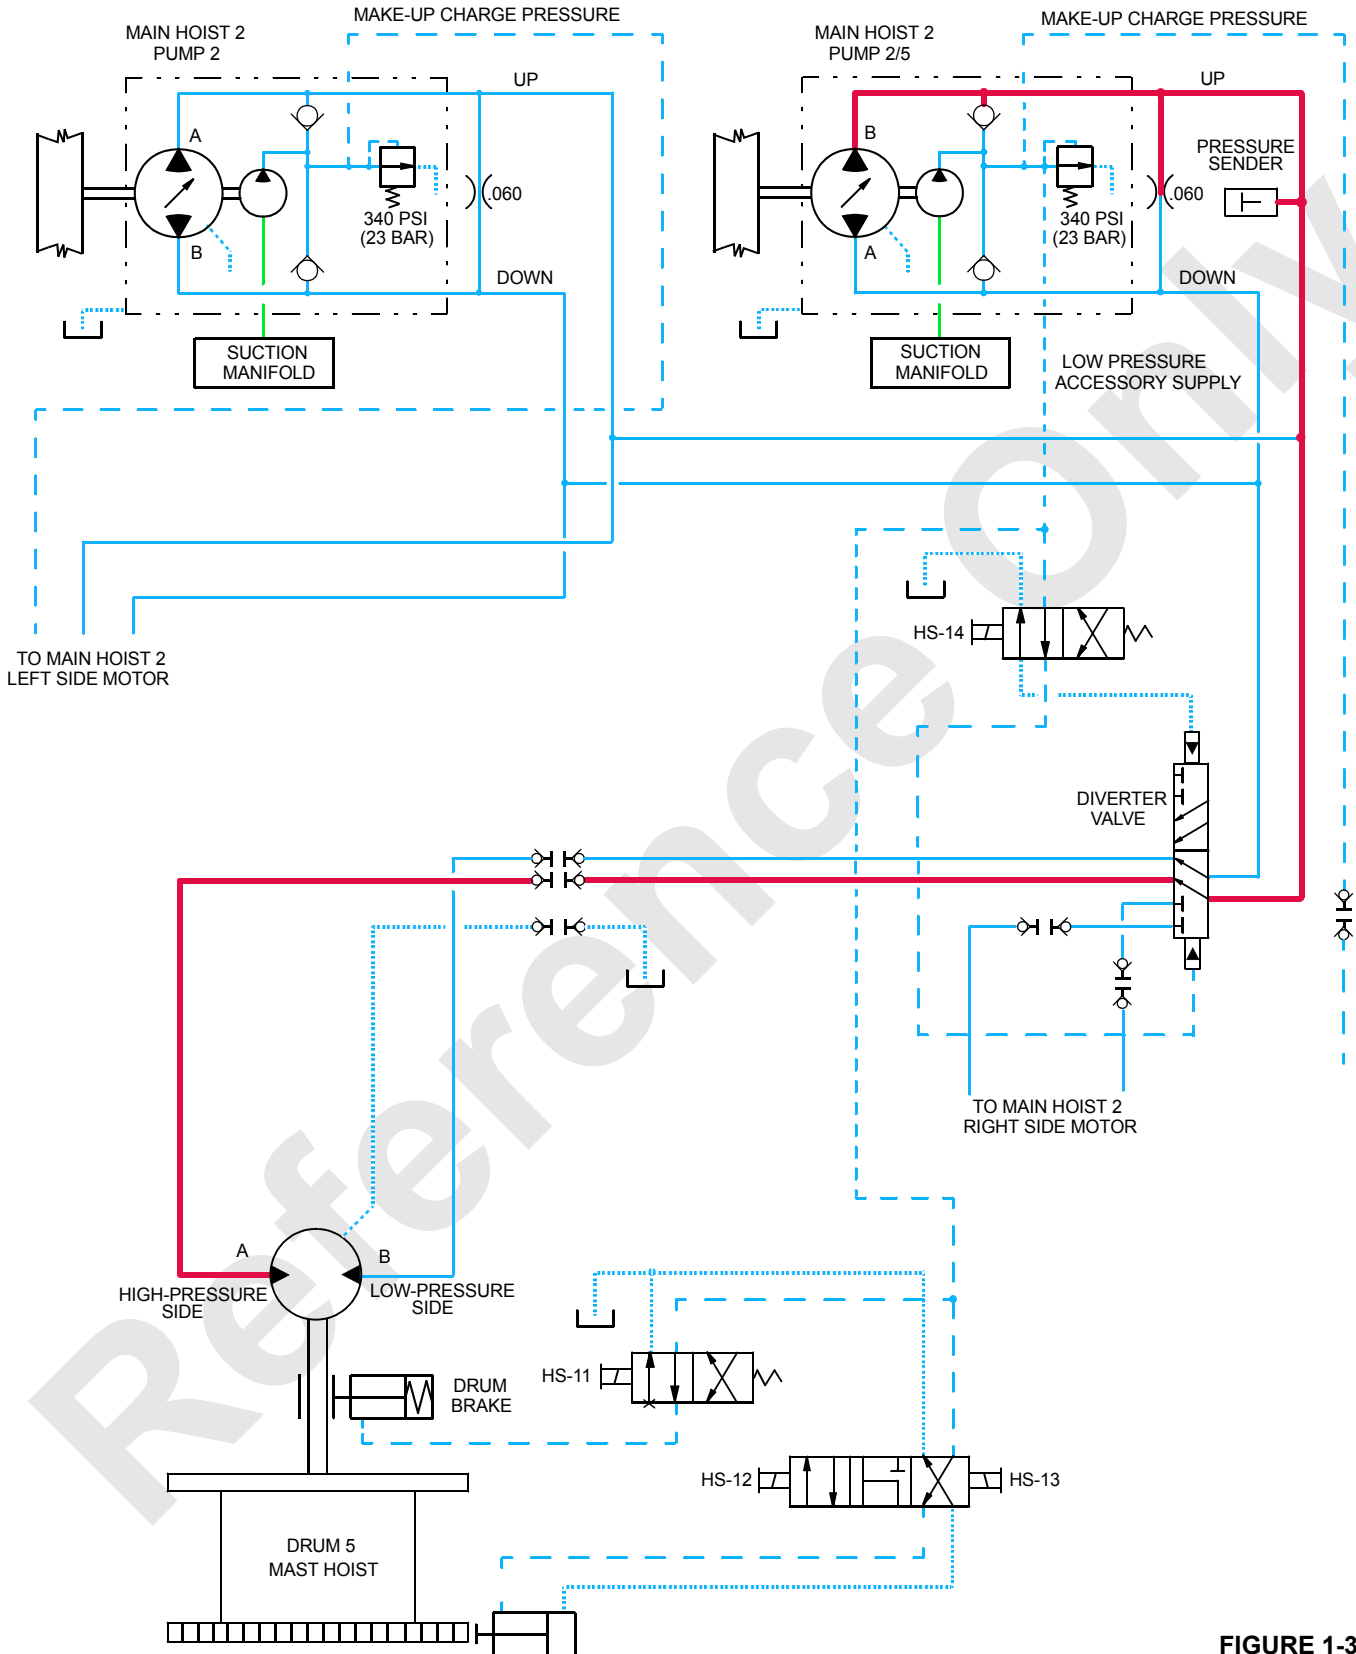 MAKE-UP CHARGE PRESSURE
MAKE-UP CHARGE PRESSURE
MAIN HOIST 2
PUMP 2
MAIN HOIST 2
PUMP 2/5
UP
UP
A
B
PRESSURE
SENDER
.060
.060
340 PSI
(23 BAR)
340 PSI
(23 BAR)
B
A
DOWN
DOWN
SUCTION
MANIFOLD
SUCTION
MANIFOLD
LOW PRESSURE
ACCESSORY SUPPLY
HS-14
TO MAIN HOIST 2
LEFT SIDE MOTOR
DIVERTER
VALVE
TO MAIN HOIST 2
RIGHT SIDE MOTOR
A
B
HIGH-PRESSURE
SIDE
LOW-PRESSURE
SIDE
HS-11
DRUM
BRAKE
HS-12
HS-13
DRUM 5
MAST HOIST
FIGURE 1-3
Reference Only